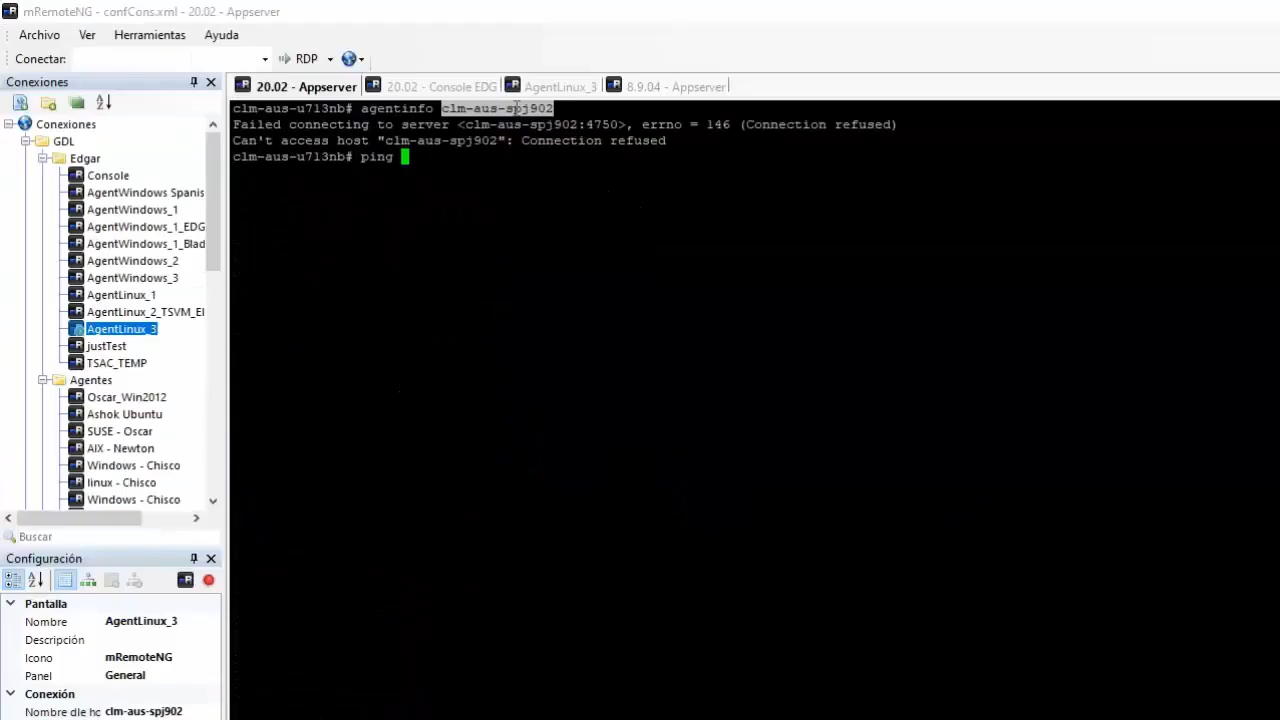 mRemoteNG - confCons.xml - 20.02 - Appserver
Archivo Ver Herramientas Ayuda
Conectar: RDP
Conexiones
20.02 - Appserver 20.02 - Console EDG AgentLinux_3 8.9.04 - Appserver
Conexiones
GDL
Edgar
Console
AgentWindows Spanis
AgentWindows_1
AgentWindows_1_EDG
AgentWindows_1_Blad
AgentWindows_2
AgentWindows_3
AgentLinux_1
AgentLinux_2_TSVM_EI
AgentLinux_3
justTest
TSAC_TEMP
Agentes
Oscar_Win2012
Ashok Ubuntu
SUSE - Oscar
AIX - Newton
Windows - Chisco
linux - Chisco
Windows - Chisco
Buscar
Configuración
Pantalla
Nombre AgentLinux_3
Descripción
Icono mRemoteNG
Panel General
Conexión
Nombre dle hc clm-aus-spj902
clm-aus-u713nb# agentinfo clm-aus-spj902
Failed connecting to server <clm-aus-spj902:4750>, errno = 146 (Connection refused)
Can't access host "clm-aus-spj902": Connection refused
clm-aus-u713nb# ping